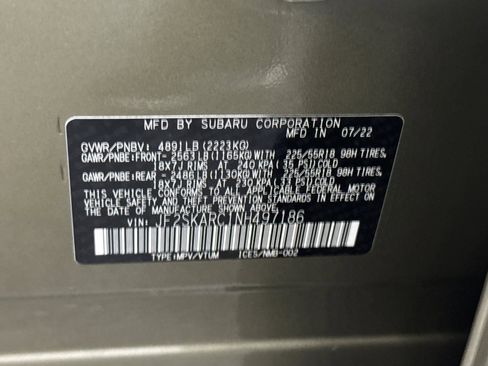 MFD BY SUBARU CORPORATION
MFD IN 07/22
GVWR/PNBV: 4891LB(2223KG)
GAWR/PNBE:FRONT- 2563LB(1165KG)WITH 225/55R18 98H TIRES,
18X7J RIMS AT 240 KPA(35 PSI)COLD
GAWR/PNBE:REAR- 2486LB(1130KG)WITH 225/55R18 98H TIRES,
18X7J RIMS AT 230 KPA(33 PSI)COLD
THIS VEHICLE CONFORMS TO ALL APPLICABLE FEDERAL MOTOR
VEHICLE SAFETY, BUMPER, AND THEFT PREVENTION STANDARDS IN EFFECT
ON THE DATE OF MANUFACTURE SHOWN ABOVE.
VIN: JF2SKARC1NH497186
TYPE:MPV/VTUM ICES/NMB-002